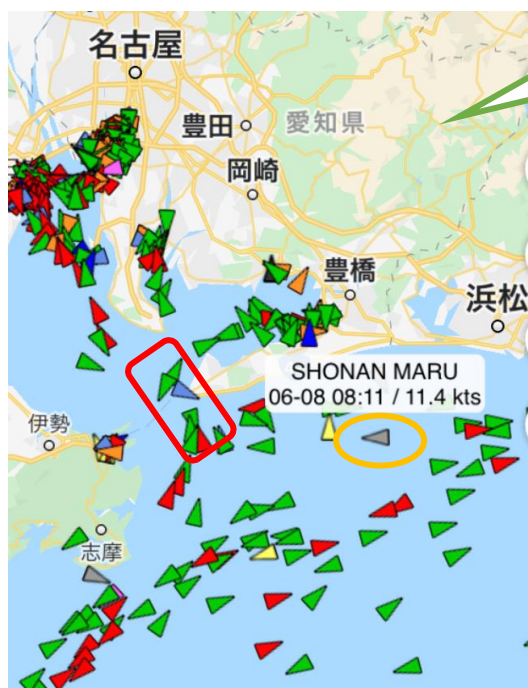 名古屋
豊田
愛知県
岡崎
豊橋
浜松
SHONAN MARU
06-08 08:11 / 11.4 kts
伊勢
志摩